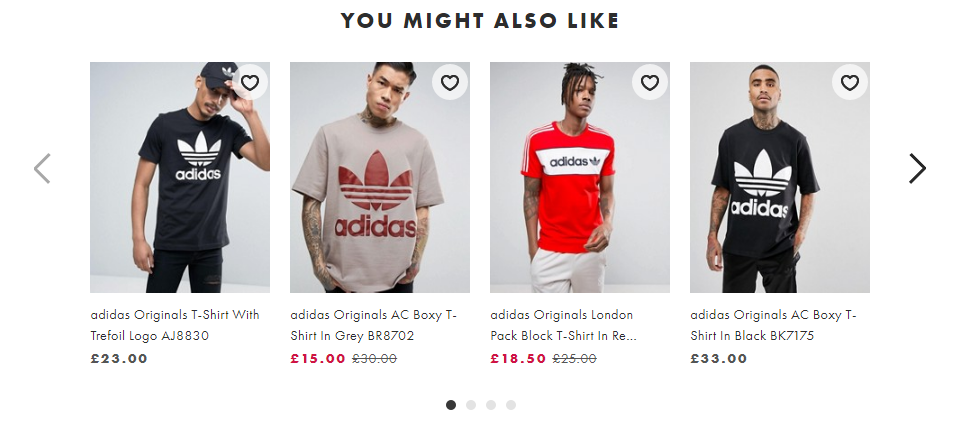 YOU MIGHT ALSO LIKE
adidas
adidas
adidas
adidas
adidas Originals T-Shirt With
Trefoil Logo AJ8830
£23.00
adidas Originals AC Boxy T-
Shirt In Grey BR8702
£15.00 £30.00
adidas Originals London
Pack Block T-Shirt In Re...
£18.50 £25.00
adidas Originals AC Boxy T-
Shirt In Black BK7175
£33.00